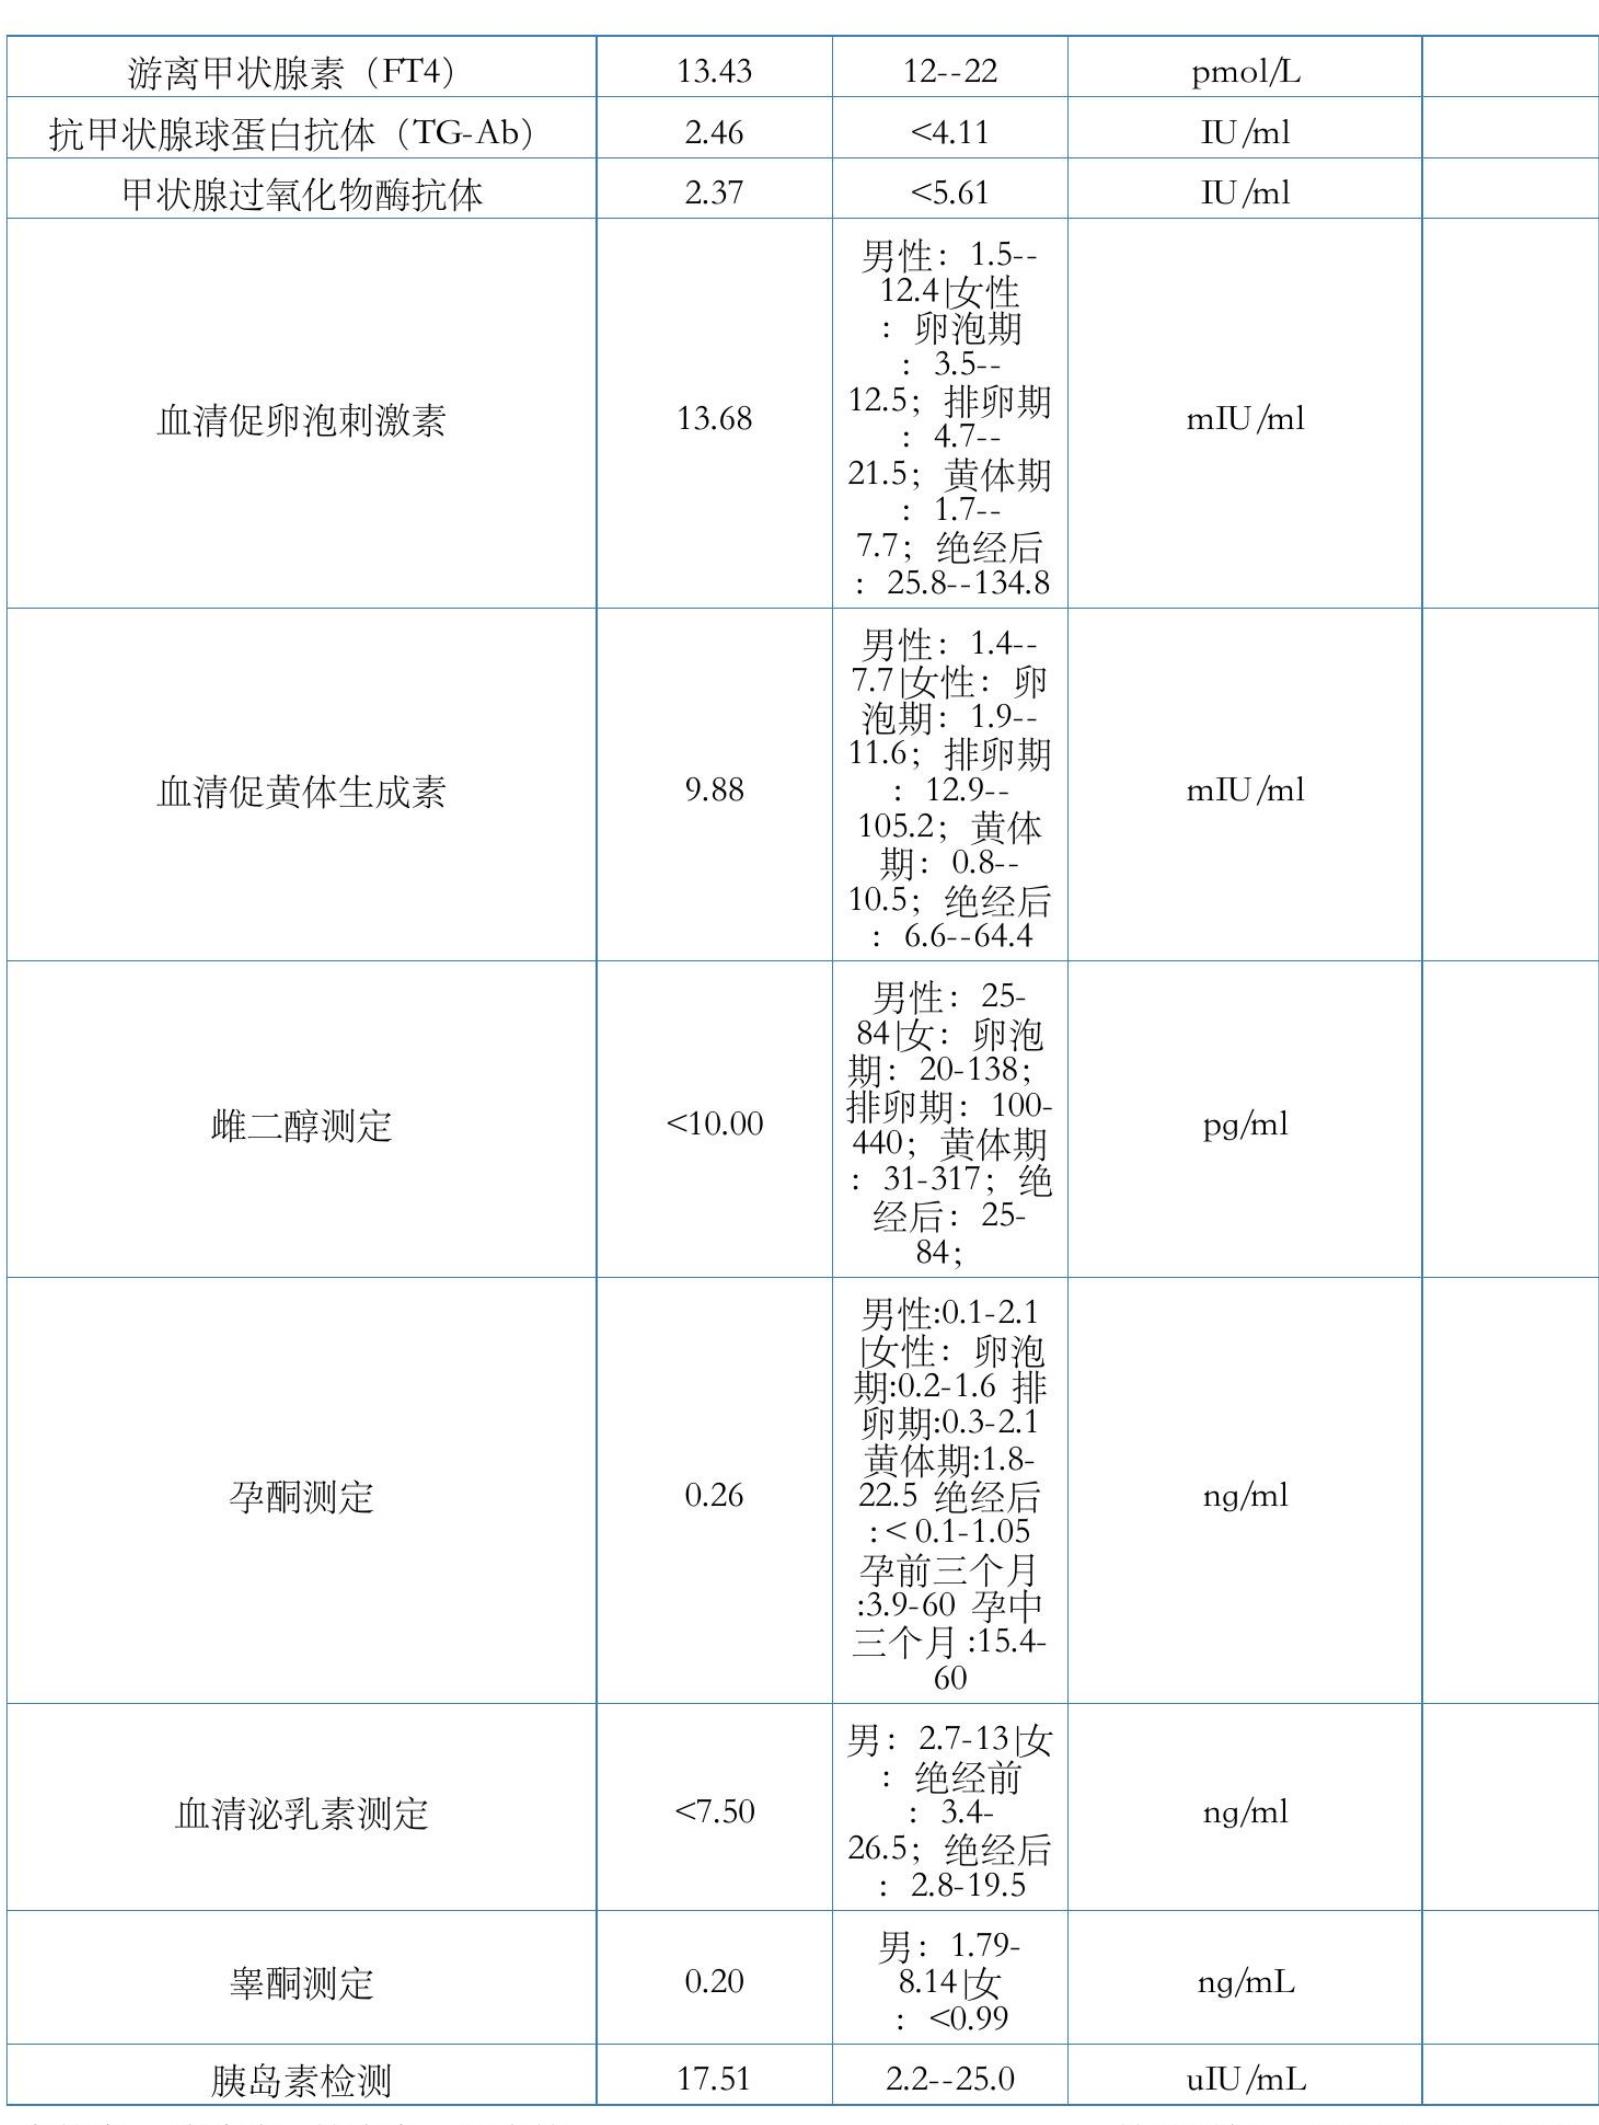 游离甲状腺素（FT4） 13.43 12--22 pmol/L
抗甲状腺球蛋白抗体（TG-Ab） 2.46 <4.11 IU/ml
甲状腺过氧化物酶抗体 2.37 <5.61 IU/ml
血清促卵泡刺激素
13.68
男性：1.5--
12.4|女性
：卵泡期
：3.5--
12.5；排卵期
：4.7--
21.5；黄体期
：1.7--
7.7；绝经后
：25.8--134.8
mIU/ml
血清促黄体生成素
9.88
男性：1.4--
7.7|女性：卵
泡期：1.9--
11.6；排卵期
：12.9--
105.2；黄体
期：0.8--
10.5；绝经后
：6.6--64.4
mIU/ml
雌二醇测定
<10.00
男性：25-
84|女：卵泡
期：20-138；
排卵期：100-
440；黄体期
：31-317；绝
经后：25-
84；
pg/ml
孕酮测定
0.26
男性:0.1-2.1
|女性：卵泡
期:0.2-1.6 排
卵期:0.3-2.1
黄体期:1.8-
22.5 绝经后
:< 0.1-1.05
孕前三个月
:3.9-60 孕中
三个月 :15.4-
60
ng/ml
血清泌乳素测定
<7.50
男：2.7-13|女
：绝经前
：3.4-
26.5；绝经后
：2.8-19.5
ng/ml
睾酮测定
0.20
男：1.79-
8.14|女
：<0.99
ng/mL
胰岛素检测 17.51 2.2--25.0 uIU/mL